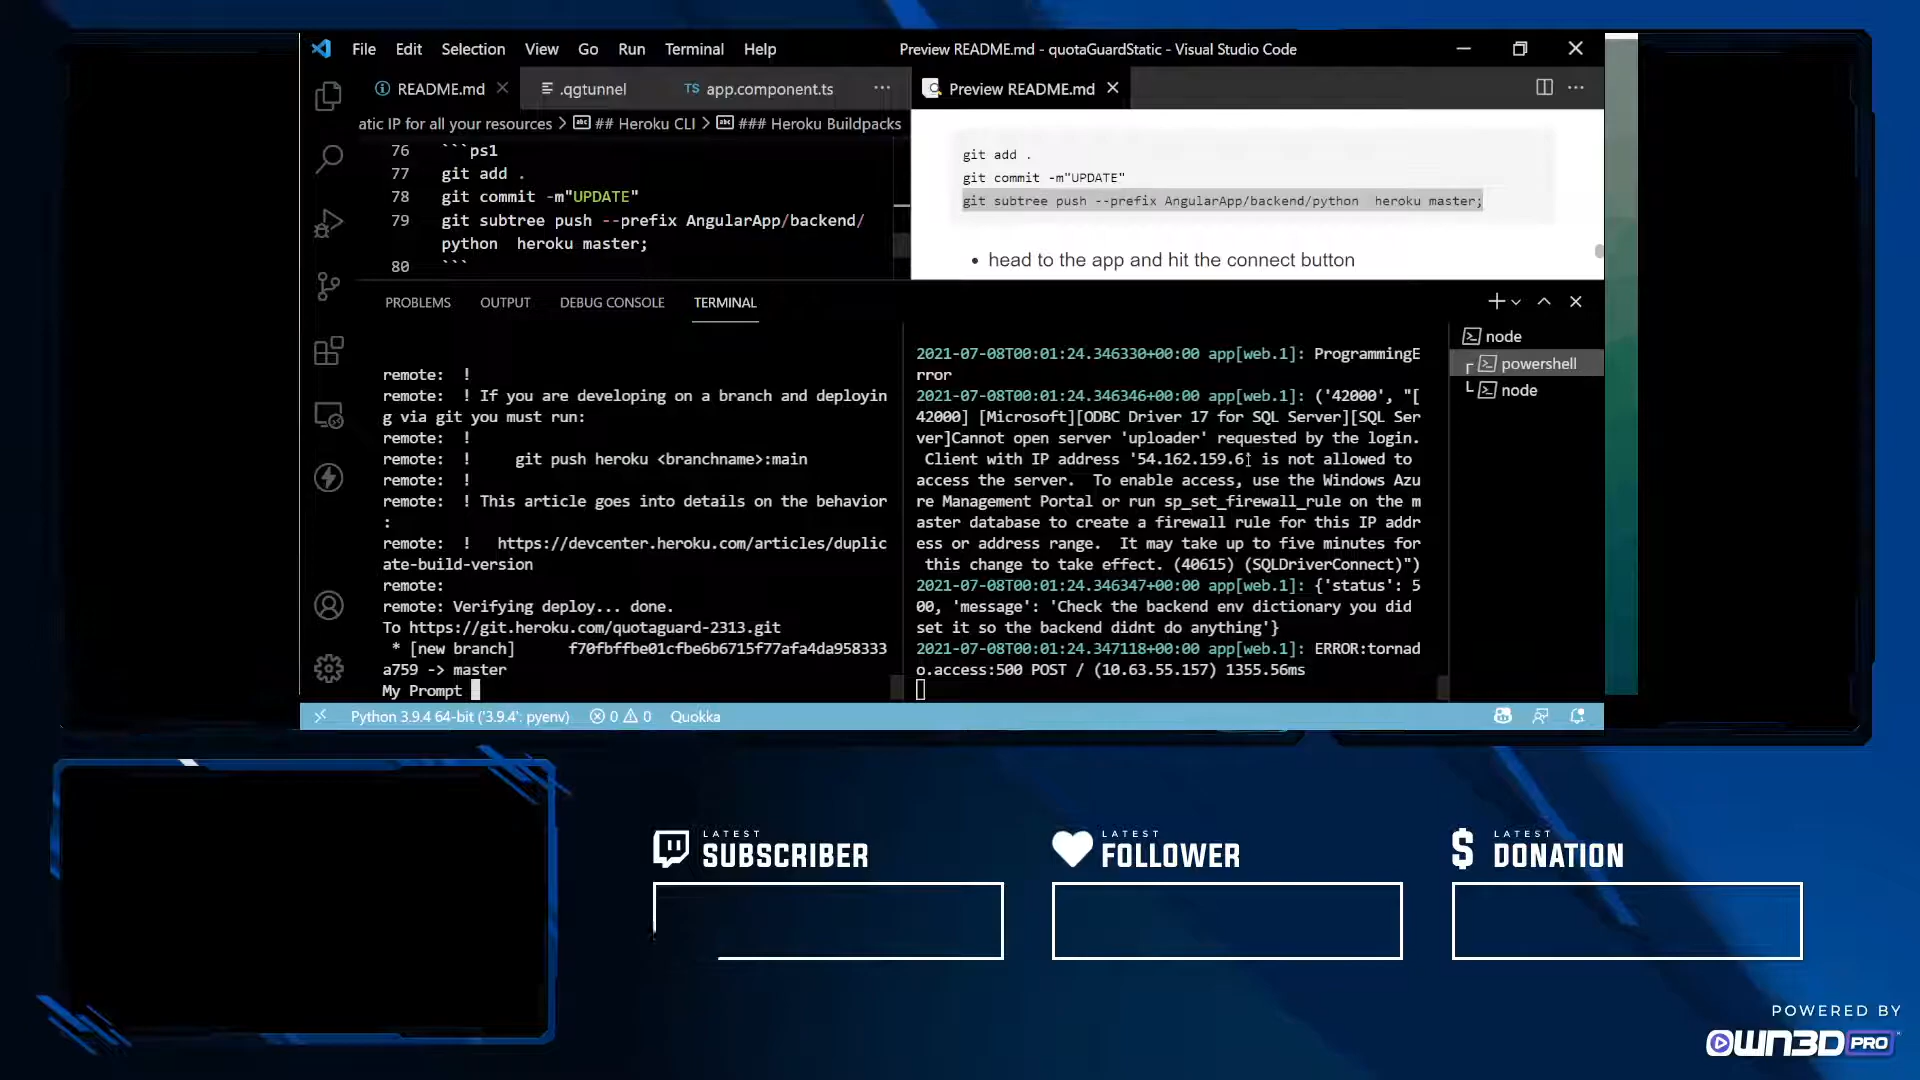 File Edit Selection View Go Run Terminal Help
Preview README.md - quotaGuardStatic - Visual Studio Code
README.md
.qgtunnel
TS app.component.ts
...
Preview README.md
...
atic IP for all your resources > ## Heroku CLI > ### Heroku Buildpacks
76 ```ps1
77 git add .
78 git commit -m"UPDATE"
79 git subtree push --prefix AngularApp/backend/
python  heroku master;
80 ```
git add .
git commit -m"UPDATE"
git subtree push --prefix AngularApp/backend/python  heroku master;
• head to the app and hit the connect button
PROBLEMS OUTPUT DEBUG CONSOLE TERMINAL
remote:  !
remote:  ! If you are developing on a branch and deployin
g via git you must run:
remote:  !
remote:  !     git push heroku <branchname>:main
remote:  !
remote:  ! This article goes into details on the behavior
:
remote:  !   https://devcenter.heroku.com/articles/duplic
ate-build-version
remote:
remote: Verifying deploy... done.
To https://git.heroku.com/quotaguard-2313.git
* [new branch]      f70fbffbe01cfbe6b6715f77afa4da958333
a759 -> master
My Prompt
2021-07-08T00:01:24.346330+00:00 app[web.1]: ProgrammingE
rror
2021-07-08T00:01:24.346346+00:00 app[web.1]: ('42000', "[
42000] [Microsoft][ODBC Driver 17 for SQL Server][SQL Ser
ver]Cannot open server 'uploader' requested by the login.
Client with IP address '54.162.159.6' is not allowed to
access the server.  To enable access, use the Windows Azu
re Management Portal or run sp_set_firewall_rule on the m
aster database to create a firewall rule for this IP addr
ess or address range.  It may take up to five minutes for
this change to take effect. (40615) (SQLDriverConnect)")
2021-07-08T00:01:24.346347+00:00 app[web.1]: {'status': 5
00, 'message': 'Check the backend env dictionary you did
set it so the backend didnt do anything'}
2021-07-08T00:01:24.347118+00:00 app[web.1]: ERROR:tornad
o.access:500 POST / (10.63.55.157) 1355.56ms
node
powershell
node
Python 3.9.4 64-bit ('3.9.4': pyenv) 0 0 Quokka
LATEST
SUBSCRIBER
LATEST
FOLLOWER
LATEST
DONATION
POWERED BY
OWN3D PRO